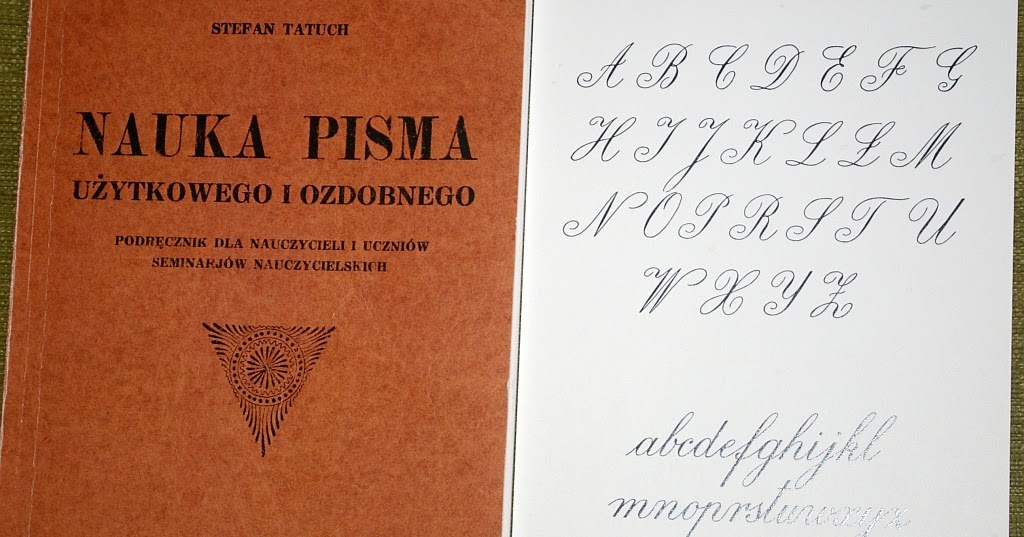 STEFAN TATUCH
NAUKA PISMA
UŻYTKOWEGO I OZDOBNEGO
PODRĘCZNIK DLA NAUCZYCIELI I UCZNIÓW
SEMINARJÓW NAUCZYCIELSKICH
A B C D E F G
H I J K L Ł M
N O P R S T U
W X Y Z
abcdefghijkl
mnoprstuwxyz